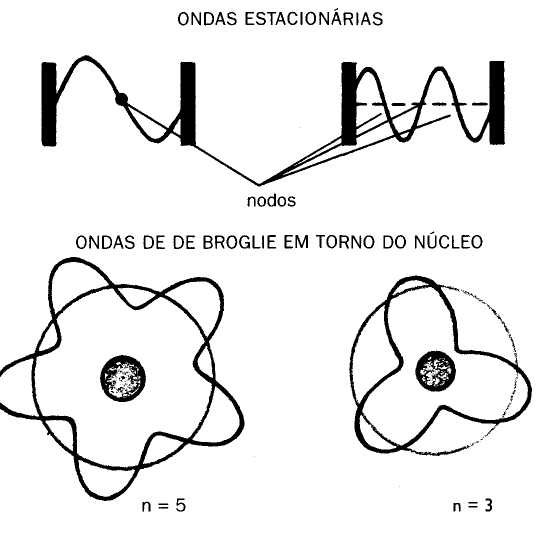 ONDAS ESTACIONÁRIAS
nodos
ONDAS DE DE BROGLIE EM TORNO DO NÚCLEO
n = 5
n = 3